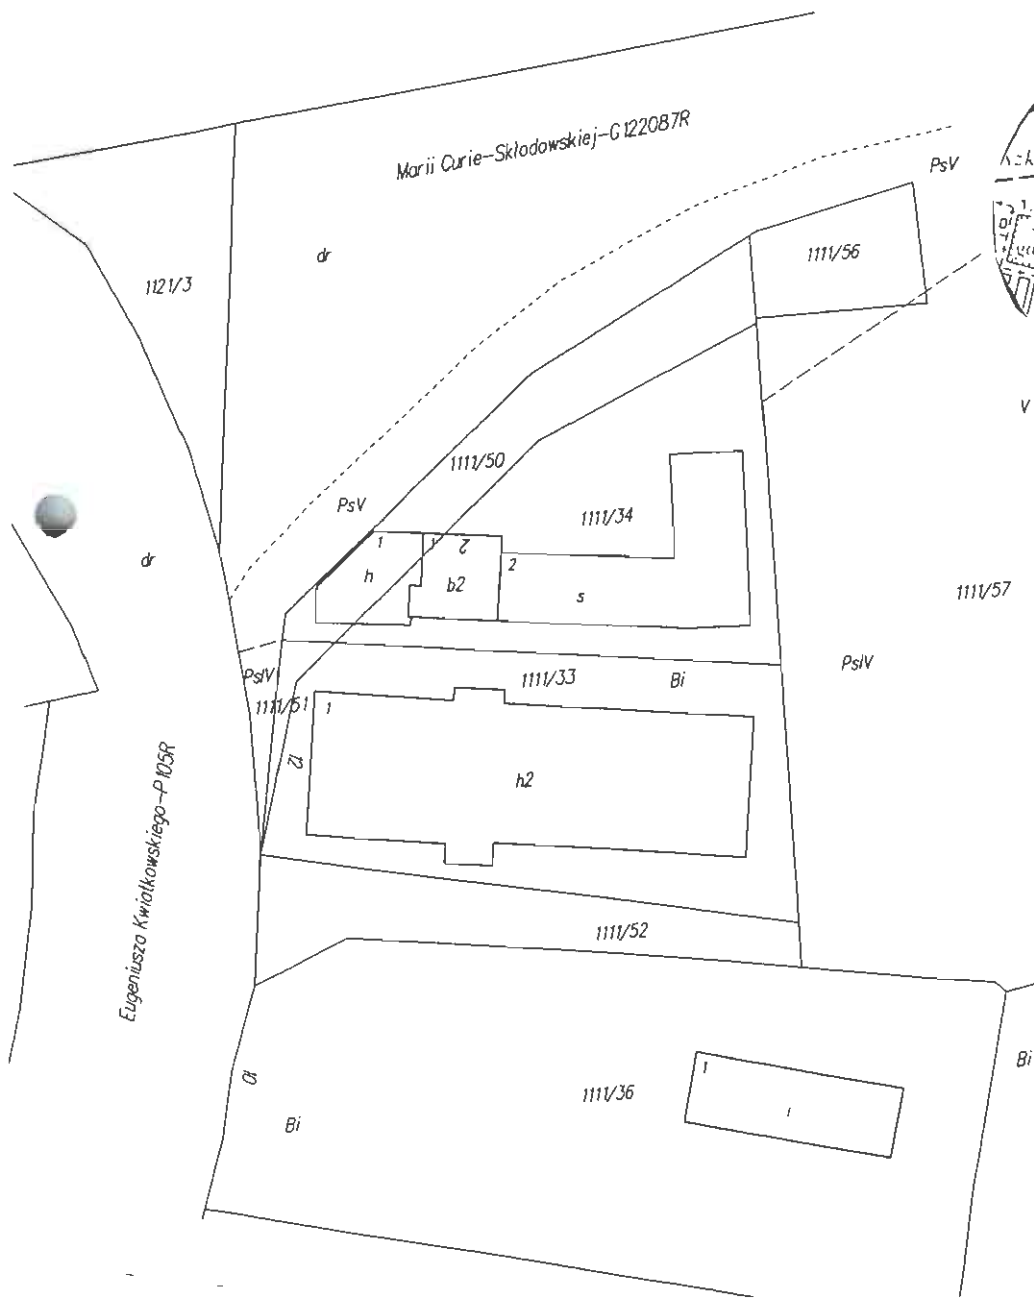 Marii Curie-Skłodowskiej-G122087R
PsV
dr
1111/56
1121/3
V
1111/50
PsV
1111/34
dr
1
1
2
2
h
b2
s
1111/57
PsIV
1111/33
Bi
PsIV
1111/51
1
12
h2
Eugeniusza Kwiatkowskiego-P105R
1111/52
Bi
1111/36
1
i
Bi